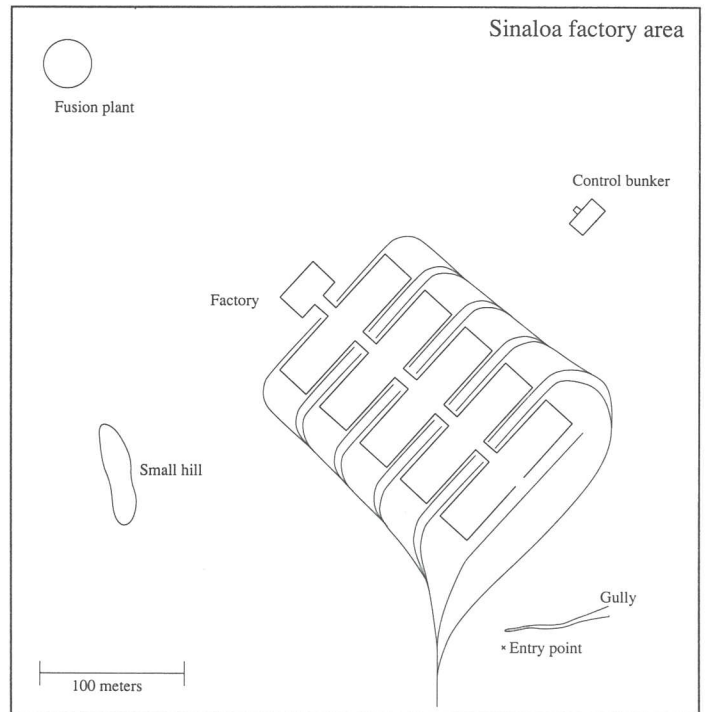 Sinaloa factory area
Fusion plant
Control bunker
Factory
Small hill
Gully
× Entry point
100 meters